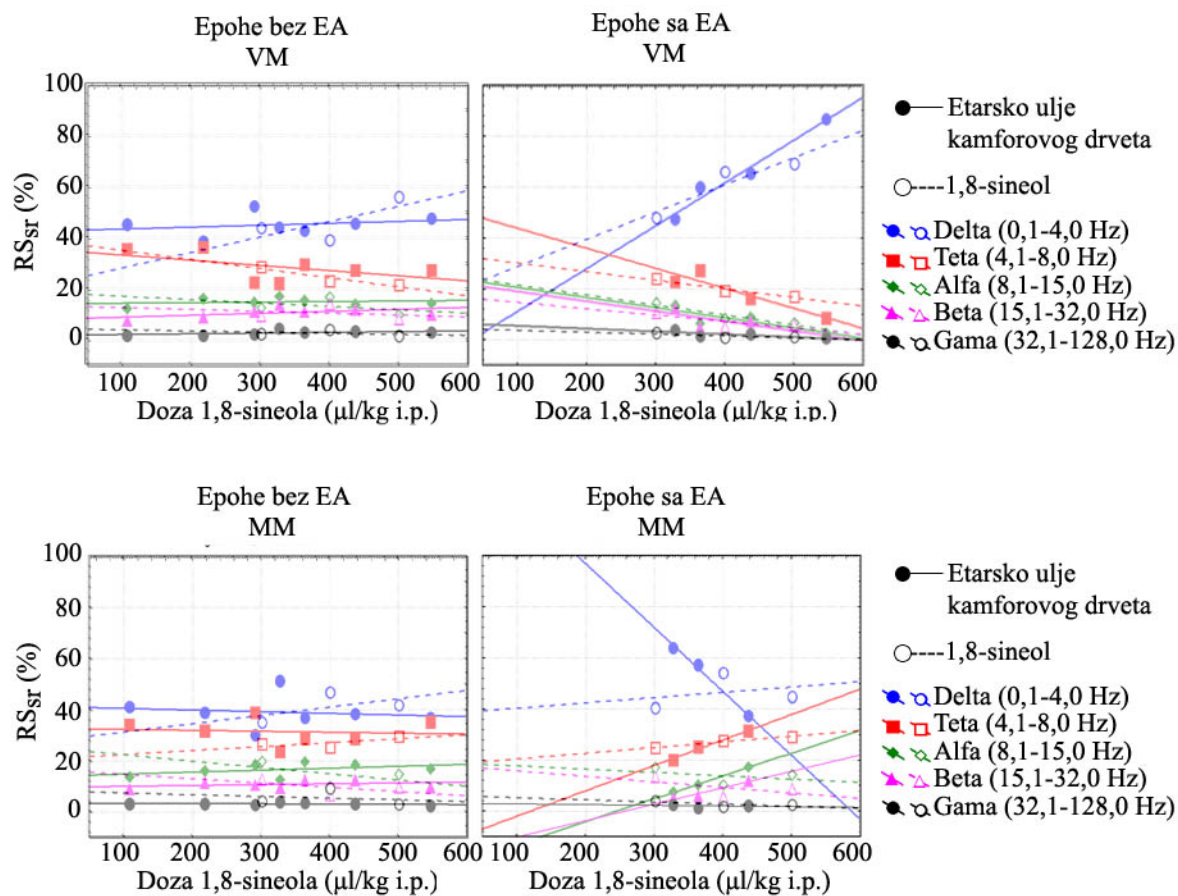 Epohe bez EA
VM
Epohe sa EA
VM
100
80
60
40
20
0
RSsr (%)
100 200 300 400 500 600
100 200 300 400 500 600
Doza 1,8-sineola (µl/kg i.p.)
Doza 1,8-sineola (µl/kg i.p.)
Etarsko ulje
kamforovog drveta
1,8-sineol
Delta (0,1-4,0 Hz)
Teta (4,1-8,0 Hz)
Alfa (8,1-15,0 Hz)
Beta (15,1-32,0 Hz)
Gama (32,1-128,0 Hz)
Epohe bez EA
MM
Epohe sa EA
MM
100
80
60
40
20
0
RSsr (%)
100 200 300 400 500 600
100 200 300 400 500 600
Doza 1,8-sineola (µl/kg i.p.)
Doza 1,8-sineola (µl/kg i.p.)
Etarsko ulje
kamforovog drveta
1,8-sineol
Delta (0,1-4,0 Hz)
Teta (4,1-8,0 Hz)
Alfa (8,1-15,0 Hz)
Beta (15,1-32,0 Hz)
Gama (32,1-128,0 Hz)